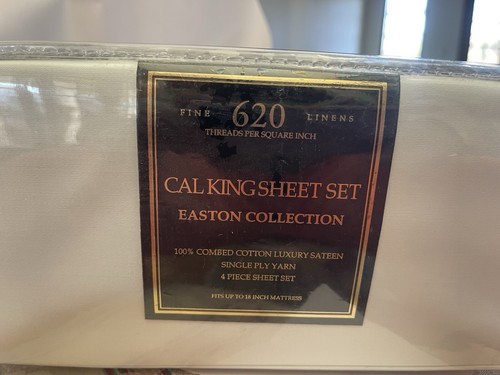 FINE 620 LINENS
THREADS PER SQUARE INCH
CAL KING SHEET SET
EASTON COLLECTION
100% COMBED COTTON LUXURY SATEEN
SINGLE PLY YARN
4 PIECE SHEET SET
FITS UP TO 18 INCH MATTRESS